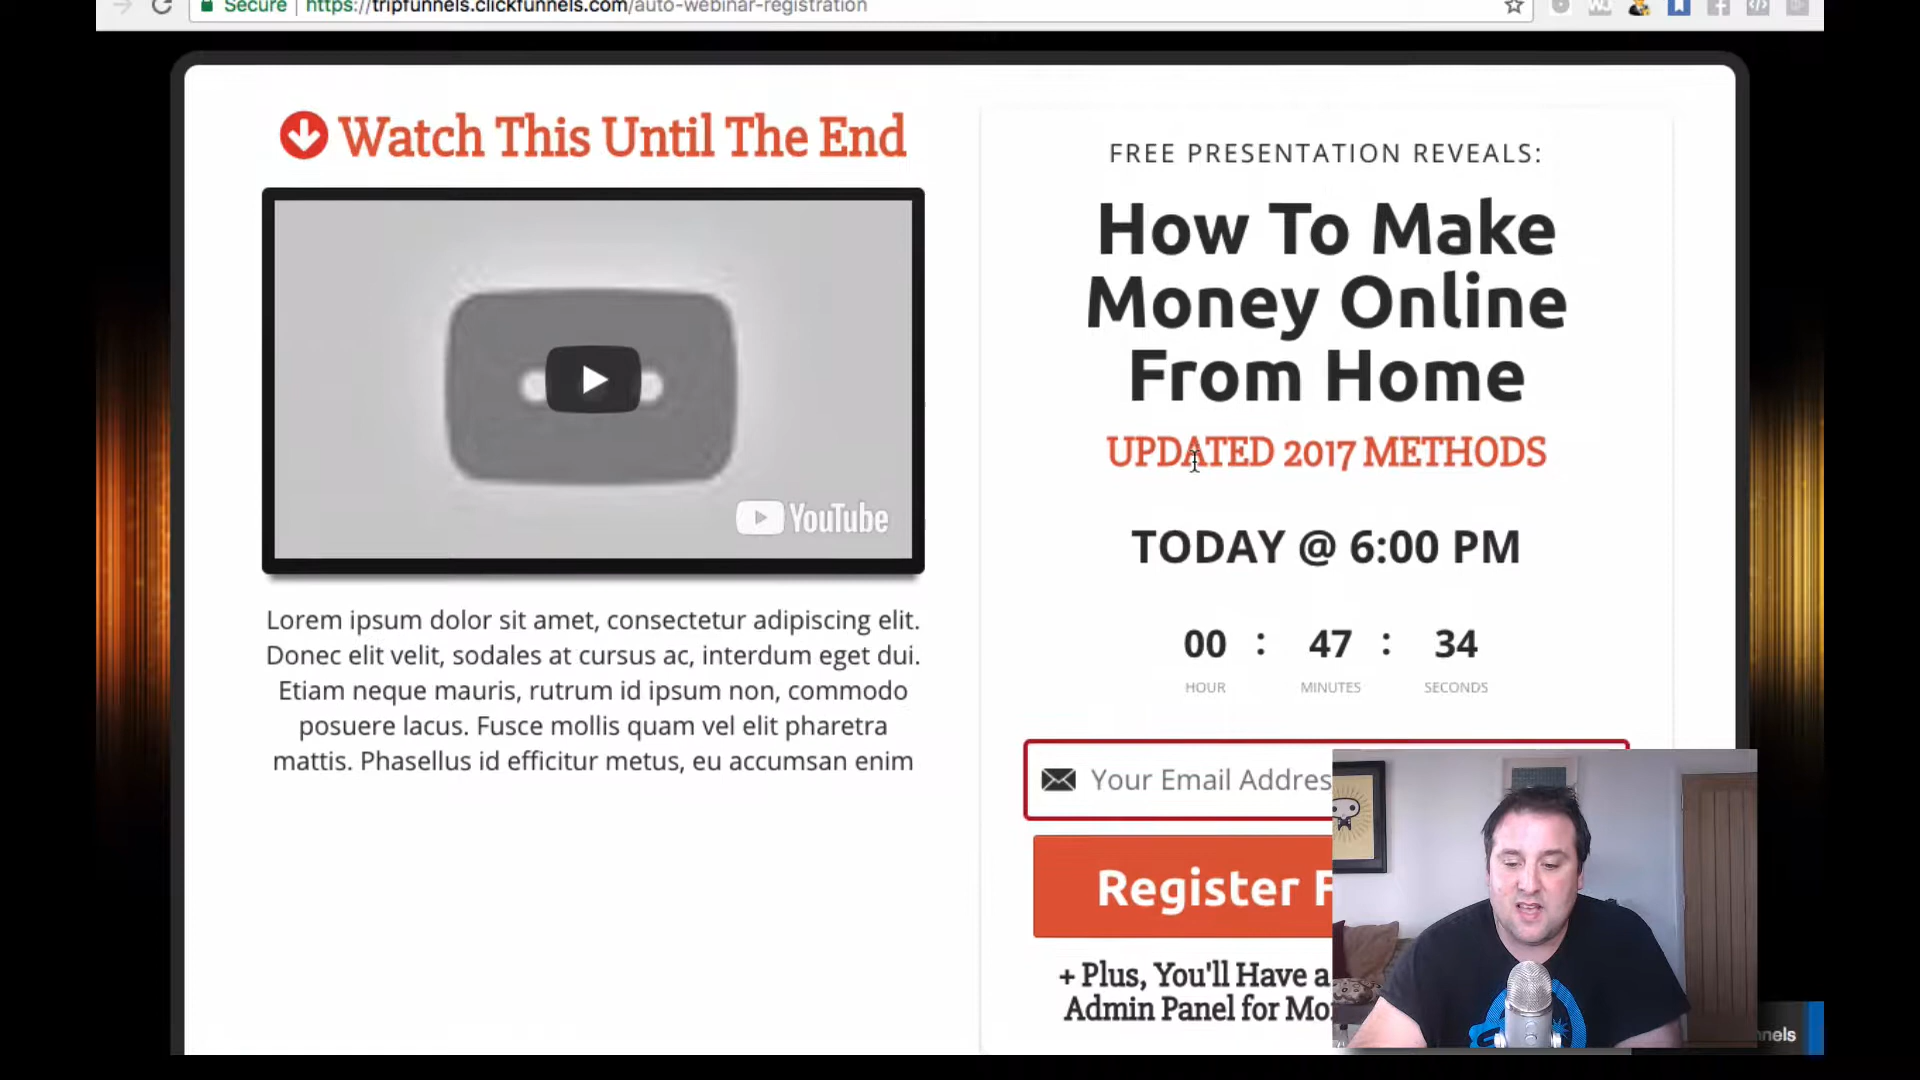 Secure
https://tripfunnels.clickfunnels.com/auto-webinar-registration
Watch This Until The End
YouTube
Lorem ipsum dolor sit amet, consectetur adipiscing elit.
Donec elit velit, sodales at cursus ac, interdum eget dui.
Etiam neque mauris, rutrum id ipsum non, commodo
posuere lacus. Fusce mollis quam vel elit pharetra
mattis. Phasellus id efficitur metus, eu accumsan enim
FREE PRESENTATION REVEALS:
How To Make
Money Online
From Home
UPDATED 2017 METHODS
TODAY @ 6:00 PM
00 : 47 : 34
HOUR MINUTES SECONDS
Your Email Addres
Register F
+ Plus, You'll Have a
Admin Panel for Mo
nnels